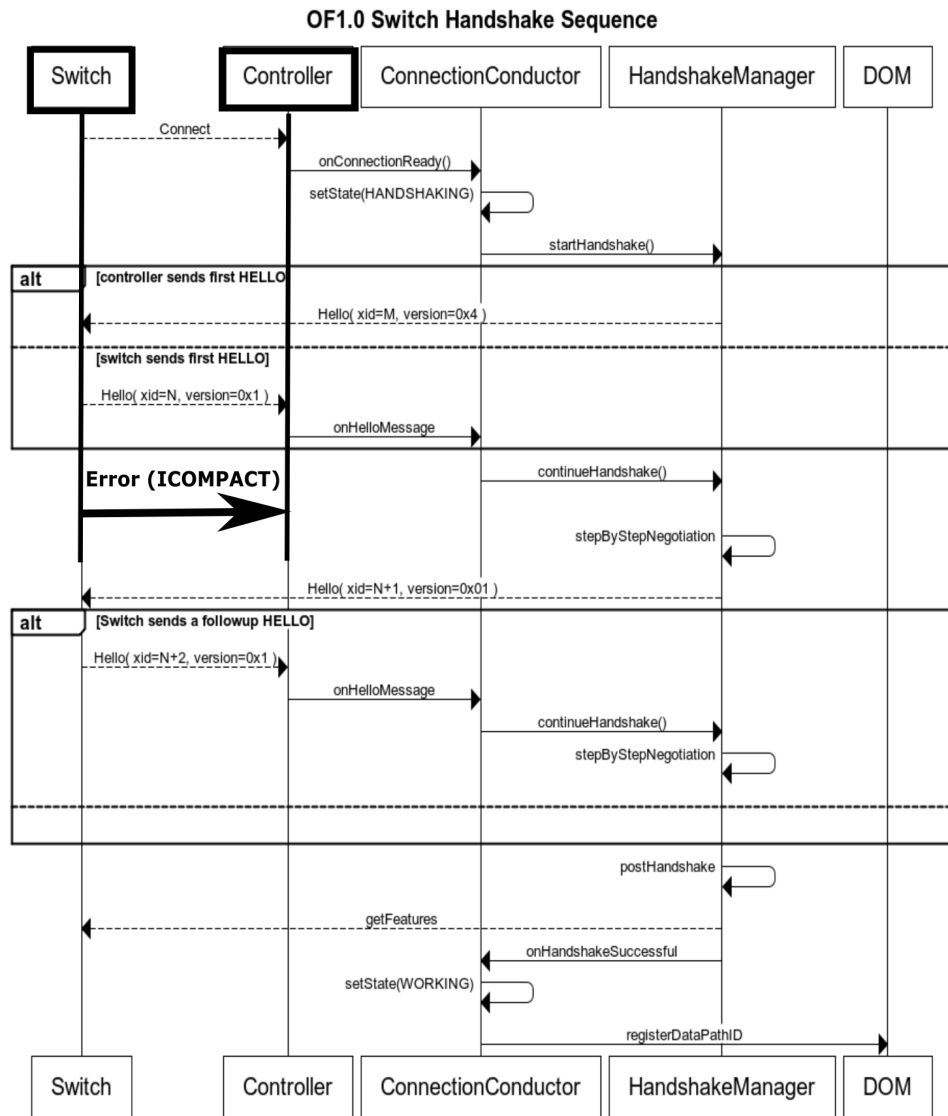 OF1.0 Switch Handshake Sequence
Switch Controller ConnectionConductor HandshakeManager DOM
Connect
onConnectionReady()
setState(HANDSHAKING)
startHandshake()
alt [controller sends first HELLO
Hello( xid=M, version=0x4 )
[switch sends first HELLO]
Hello( xid=N, version=0x1 )
onHelloMessage
continueHandshake()
Error (ICOMPACT)
stepByStepNegotiation
Hello( xid=N+1, version=0x01 )
alt [Switch sends a followup HELLO]
Hello( xid=N+2, version=0x1 )
onHelloMessage
continueHandshake()
stepByStepNegotiation
postHandshake
getFeatures
onHandshakeSuccessful
setState(WORKING)
registerDataPathID
Switch Controller ConnectionConductor HandshakeManager DOM